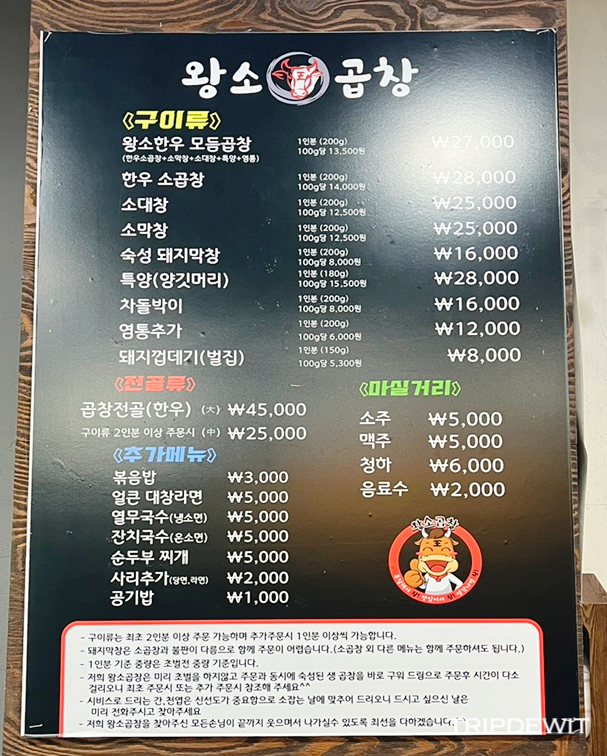 왕소 곱창
《구이류》
왕소한우 모듬곱창 1인분 (200g) 100g당 13,500원 ₩27,000
(한우소곱창+소막창+소대창+특양+염통)
한우 소곱창 1인분 (200g) 100g당 14,000원 ₩28,000
소대창 1인분 (200g) 100g당 12,500원 ₩25,000
소막창 1인분 (200g) 100g당 12,500원 ₩25,000
숙성 돼지막창 1인분 (200g) 100g당 8,000원 ₩16,000
특양(양깃머리) 1인분 (180g) 100g당 15,500원 ₩28,000
차돌박이 1인분 (200g) 100g당 8,000원 ₩16,000
염통추가 1인분 (200g) 100g당 6,000원 ₩12,000
돼지껍데기(벌집) 1인분 (150g) 100g당 5,300원 ₩8,000
《전골류》
곱창전골(한우) (大) ₩45,000
구이류 2인분 이상 주문시 (中) ₩25,000
《추가메뉴》
볶음밥 ₩3,000
얼큰 대창라면 ₩5,000
열무국수(냉소면) ₩5,000
잔치국수(온소면) ₩5,000
순두부 찌개 ₩5,000
사리추가(당면,라면) ₩2,000
공기밥 ₩1,000
《마실거리》
소주 ₩5,000
맥주 ₩5,000
청하 ₩6,000
음료수 ₩2,000
왕소곱창
- 구이류는 최초 2인분 이상 주문 가능하며 추가주문시 1인분 이상씩 가능합니다.
- 돼지막창은 소곱창과 불판이 다름으로 함께 주문이 어렵습니다.(소곱창 외 다른 메뉴는 함께 주문하셔도 됩니다.)
- 1인분 기준 중량은 초벌전 중량 기준입니다.
- 저희 왕소곱창은 미리 초벌을 하지않고 주문과 동시에 숙성된 생 곱창을 바로 구워 드림으로 주문후 시간이 다소
걸리오니 최초 주문시 또는 추가 주문시 참조해 주세요^^
- 시비스로 드리는 간,천엽은 신선도가 중요함으로 소잡는 날에 맞추어 드리오니 드시고 싶으신 날은
미리 전화주시고 찾아주세요
- 저희 왕소곱창을 찾아주신 모든손님이 끝까지 웃으며서 나가실수 있도록 최선을 다하겠습니다.^^
TRIPDEWIT